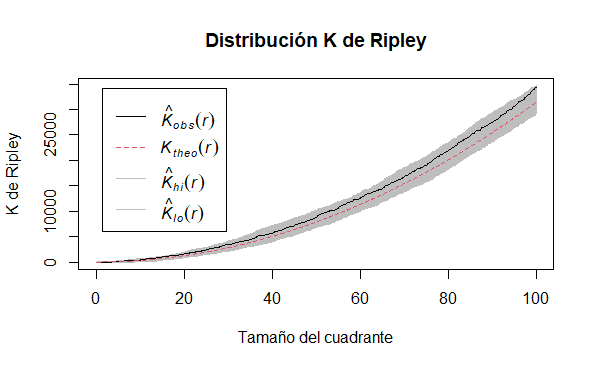 Distribución K de Ripley
K̂obs(r)
Ktheo(r)
K̂hi(r)
K̂lo(r)
K de Ripley
0 10000 25000
0 20 40 60 80 100
Tamaño del cuadrante